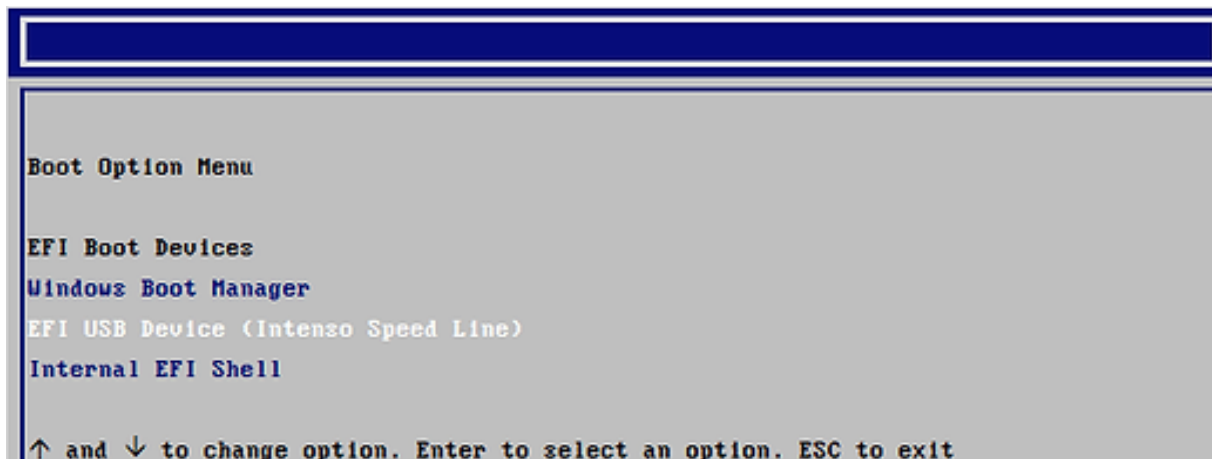 Boot Option Menu
EFI Boot Devices
Windows Boot Manager
EFI USB Device (Intenso Speed Line)
Internal EFI Shell
↑ and ↓ to change option. Enter to select an option. ESC to exit